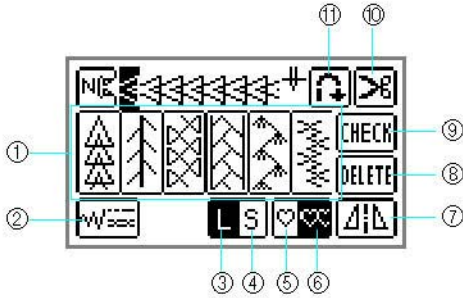 ⑪ ⑩
N
CHECK ⑨
①
DELETE ⑧
② L S ⑦
③ ④ ⑤ ⑥